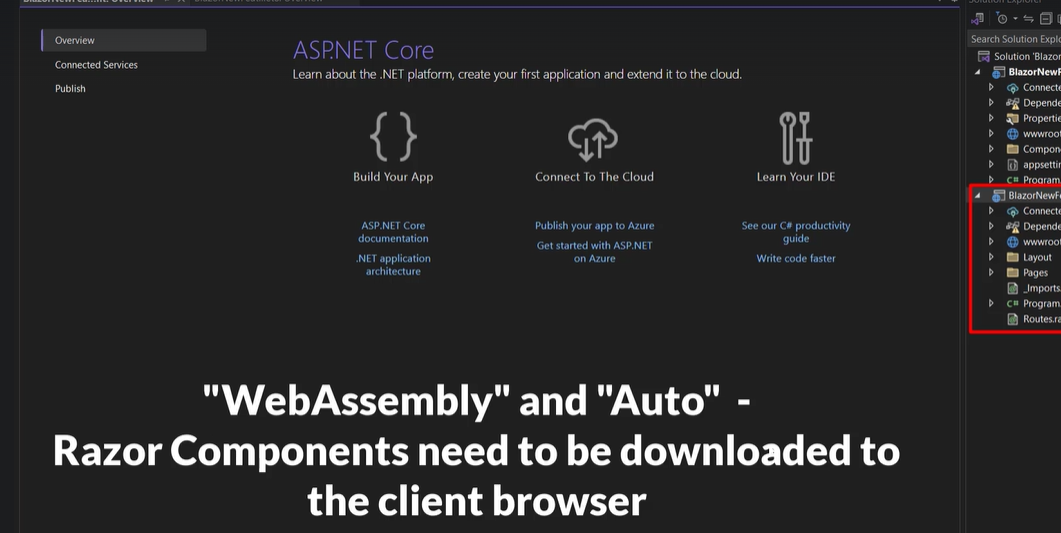 Overview
Connected Services
Publish
ASP.NET Core
Learn about the .NET platform, create your first application and extend it to the cloud.
Build Your App
Connect To The Cloud
Learn Your IDE
ASP.NET Core
documentation
.NET application
architecture
Publish your app to Azure
Get started with ASP.NET
on Azure
See our C# productivity
guide
Write code faster
"WebAssembly" and "Auto" -
Razor Components need to be downloaded to
the client browser
Solution Explorer
Search Solution Explo
Solution 'Blazor
BlazorNewF
Connecte
Depende
Propertie
wwwroot
Compon
appsettin
C# Program.
BlazorNewFe
Connecte
Depende
wwwroot
Layout
Pages
_Imports
C# Program.
Routes.ra